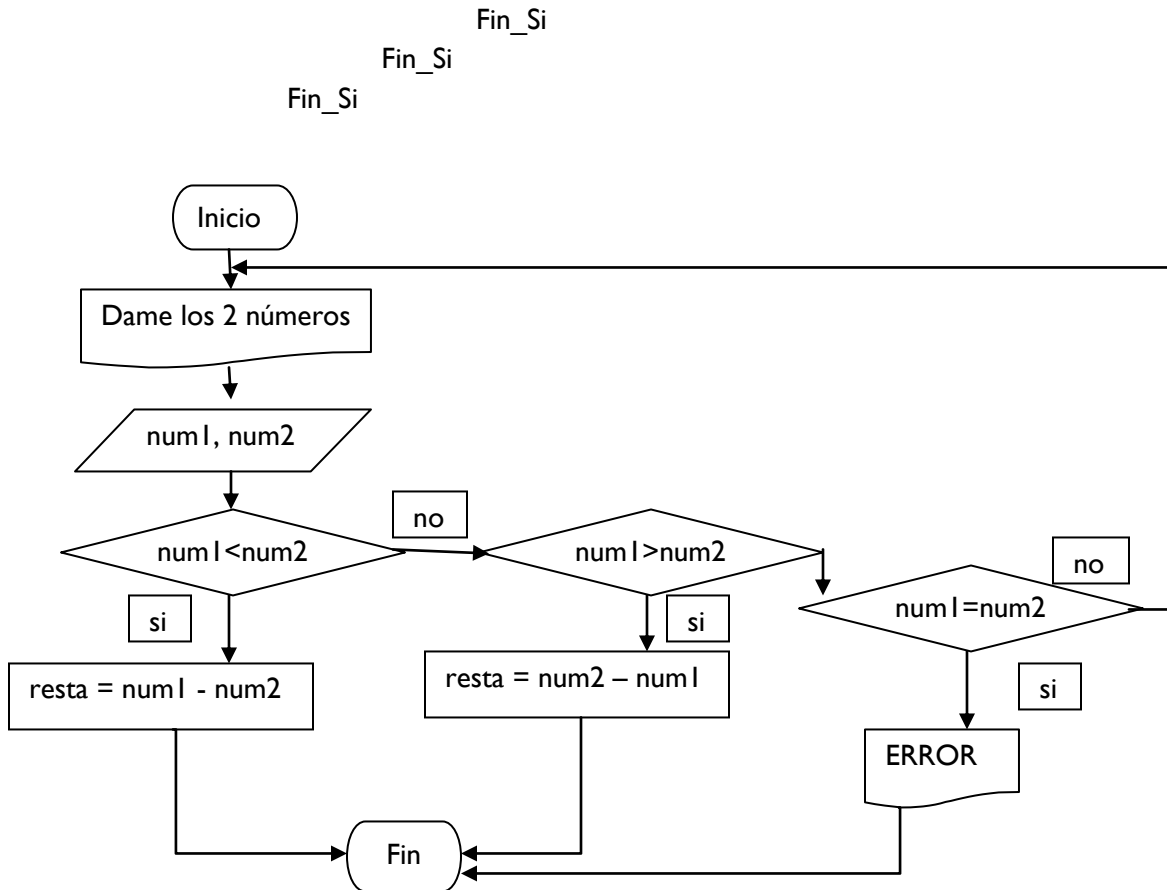 Fin_Si
Fin_Si
Fin_Si
Inicio
Dame los 2 números
num1, num2
num1<num2
no
num1>num2
num1=num2
no
si
si
resta = num1 - num2
resta = num2 – num1
si
ERROR
Fin